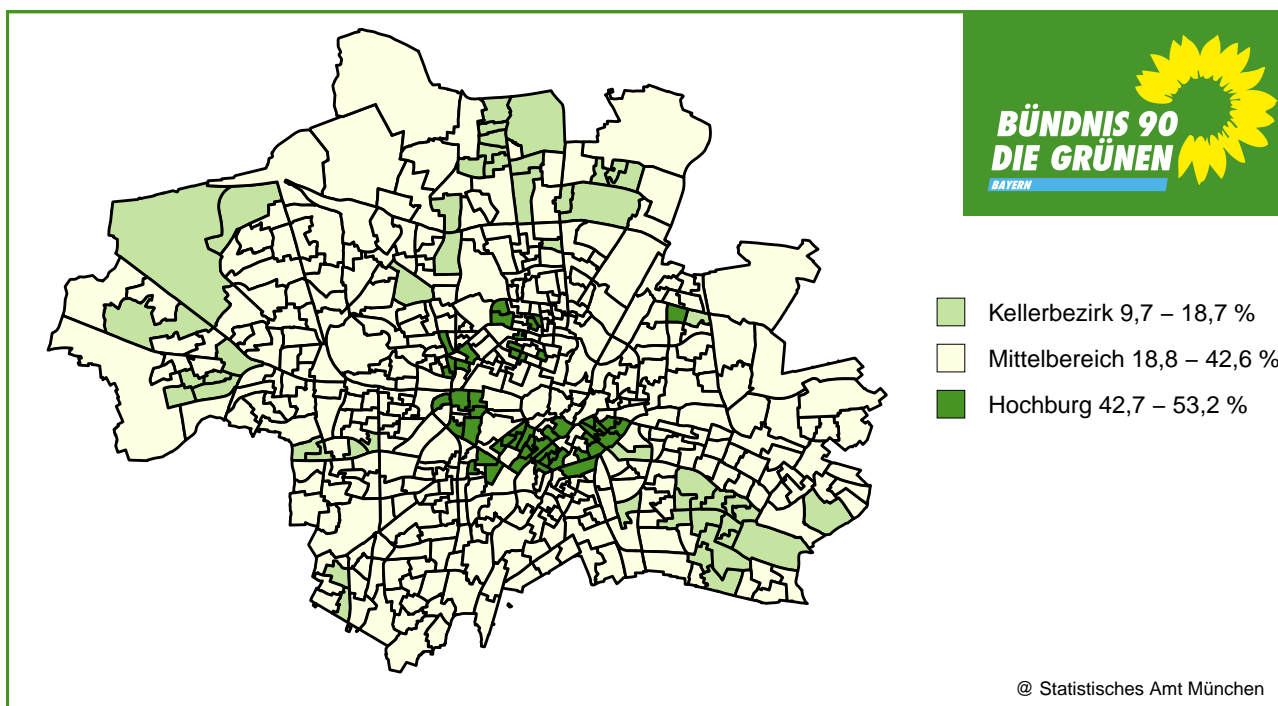 BÜNDNIS 90
DIE GRÜNEN
BAYERN
Kellerbezirk 9,7 – 18,7 %
Mittelbereich 18,8 – 42,6 %
Hochburg 42,7 – 53,2 %
@ Statistisches Amt München